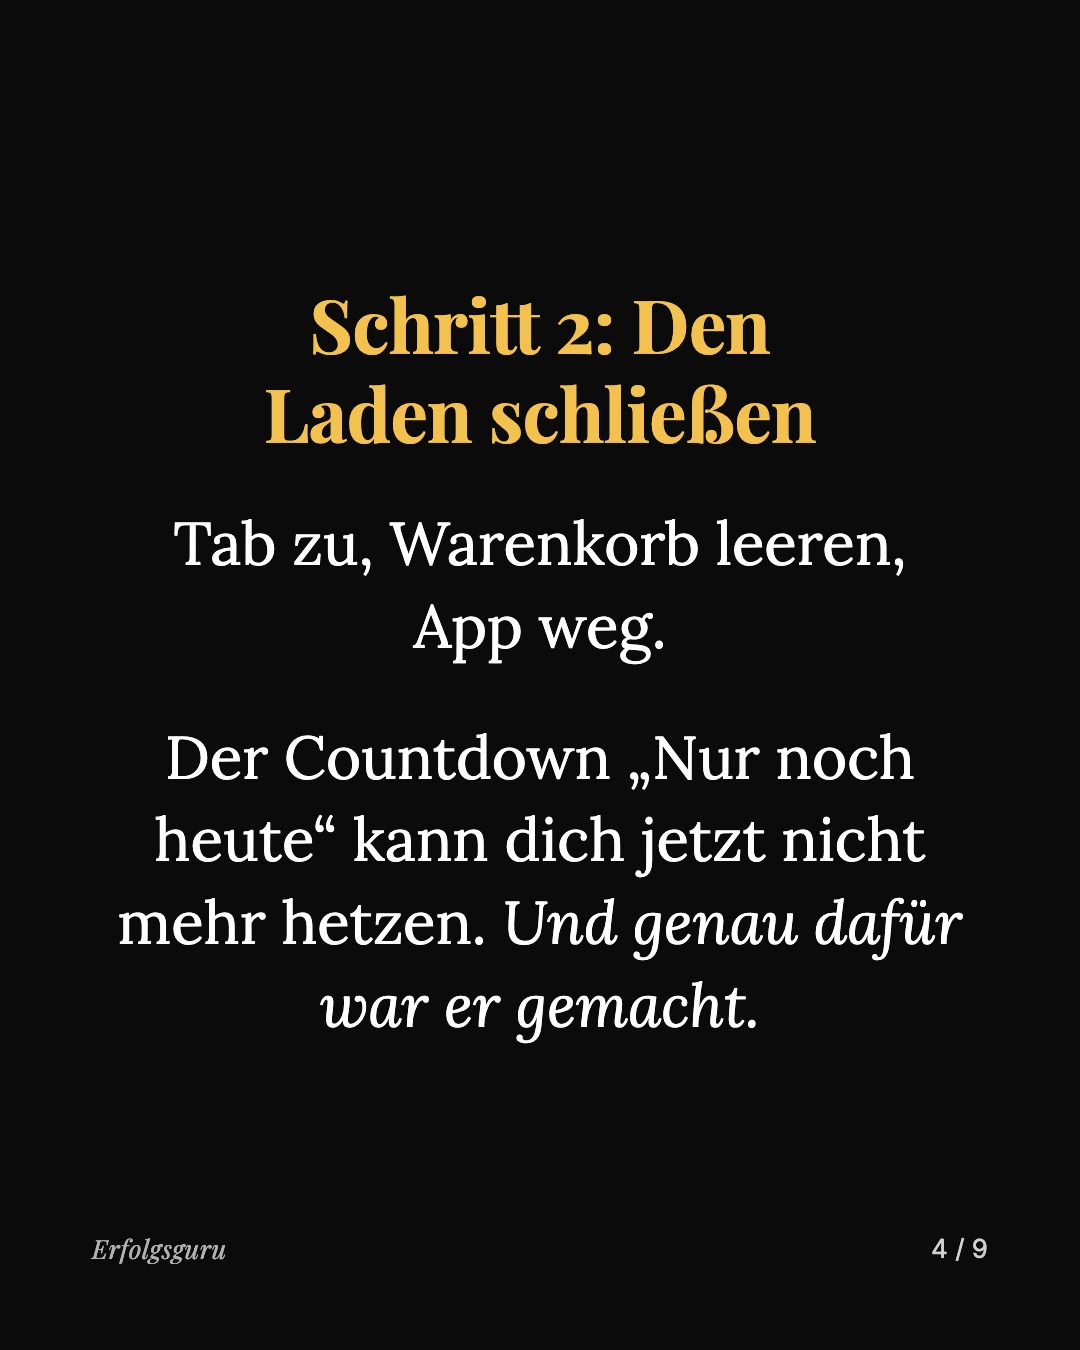 Schritt 2: Den
Laden schließen
Tab zu, Warenkorb leeren,
App weg.
Der Countdown „Nur noch
heute“ kann dich jetzt nicht
mehr hetzen. Und genau dafür
war er gemacht.
Erfolgsguru
4 / 9